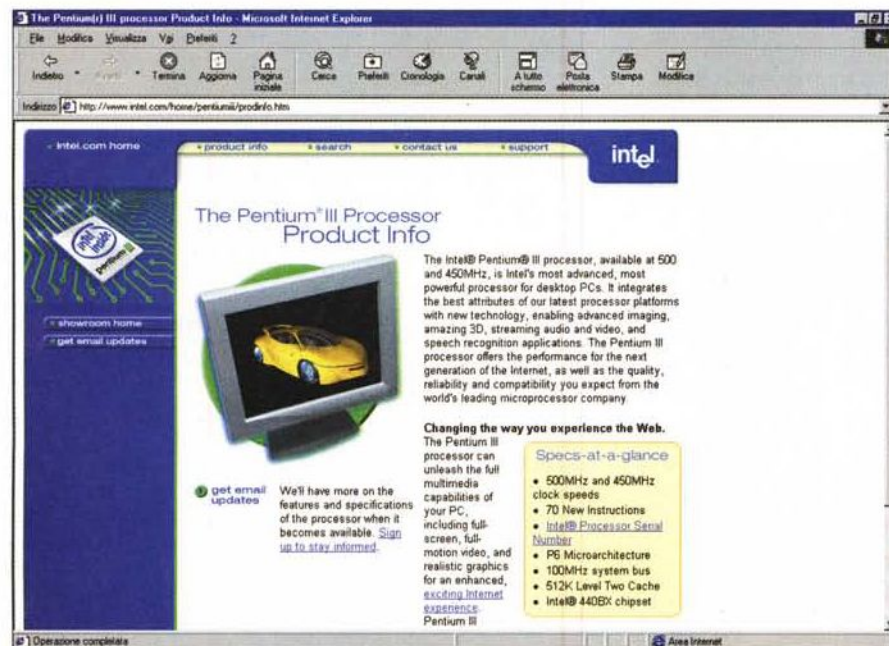 The Pentium(r) III processor Product Info - Microsoft Internet Explorer
File Modifica Visualizza Vai Preferiti ?
Indietro Avanti Termina Aggiorna Pagina iniziale Cerca Preferiti Cronologia Canali A tutto schermo Posta elettronica Stampa Modifica
Indirizzo http://www.intel.com/home/pentiumiii/prodinfo.htm
intel.com home
product info search contact us support
intel.
intel inside
pentium III
showroom home
get email updates
The Pentium® III Processor
Product Info
The Intel® Pentium® III processor, available at 500
and 450MHz, is Intel's most advanced, most
powerful processor for desktop PCs. It integrates
the best attributes of our latest processor platforms
with new technology, enabling advanced imaging,
amazing 3D, streaming audio and video, and
speech recognition applications. The Pentium III
processor offers the performance for the next
generation of the Internet, as well as the quality,
reliability and compatibility you expect from the
world's leading microprocessor company.
Changing the way you experience the Web.
The Pentium III
processor can
unleash the full
multimedia
capabilities of
your PC,
including full-
screen, full-
motion video, and
realistic graphics
for an enhanced,
exciting Internet
experience.
Pentium III
get email
updates
We'll have more on the
features and specifications
of the processor when it
becomes available. Sign
up to stay informed.
Specs-at-a-glance
• 500MHz and 450MHz
clock speeds
• 70 New Instructions
• Intel® Processor Serial
Number
• P6 Microarchitecture
• 100MHz system bus
• 512K Level Two Cache
• Intel® 440BX chipset
Operazione completata
Area Internet